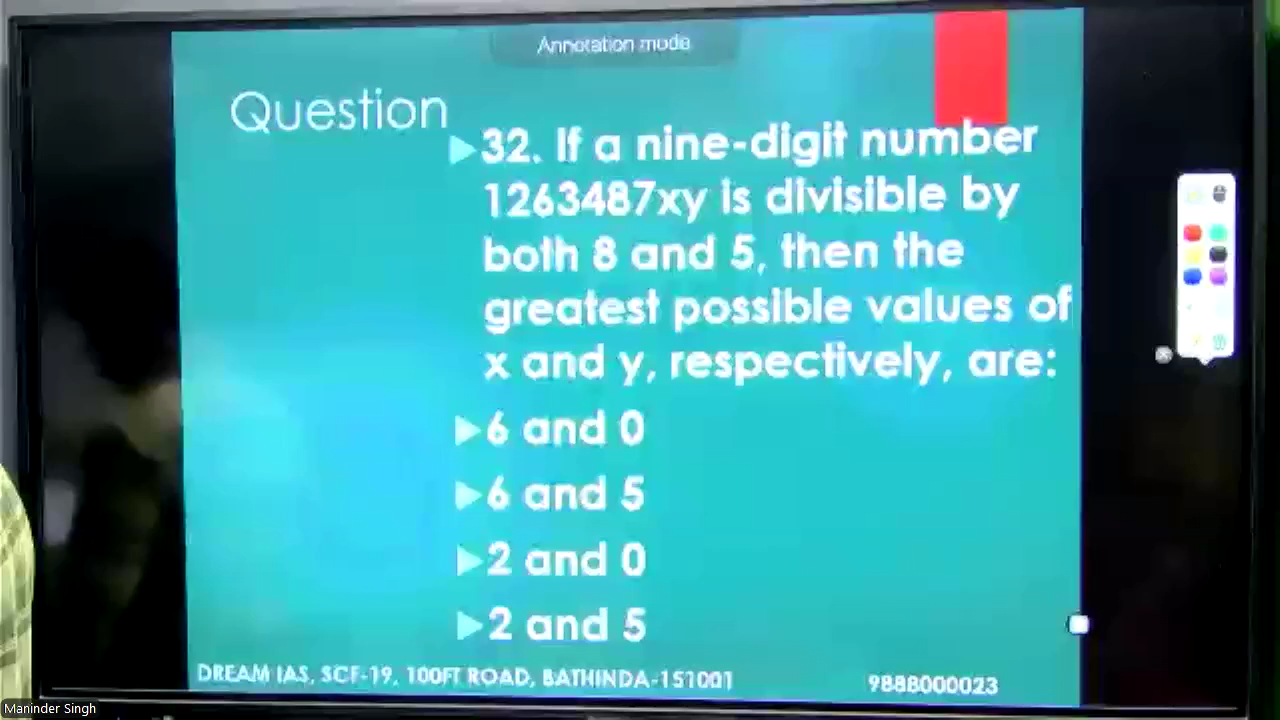 Annotation mode
Question
32. If a nine-digit number
1263487xy is divisible by
both 8 and 5, then the
greatest possible values of
x and y, respectively, are:
6 and 0
6 and 5
2 and 0
2 and 5
DREAM IAS, SCF-19, 100FT ROAD, BATHINDA-151001
9888000023
Maninder Singh